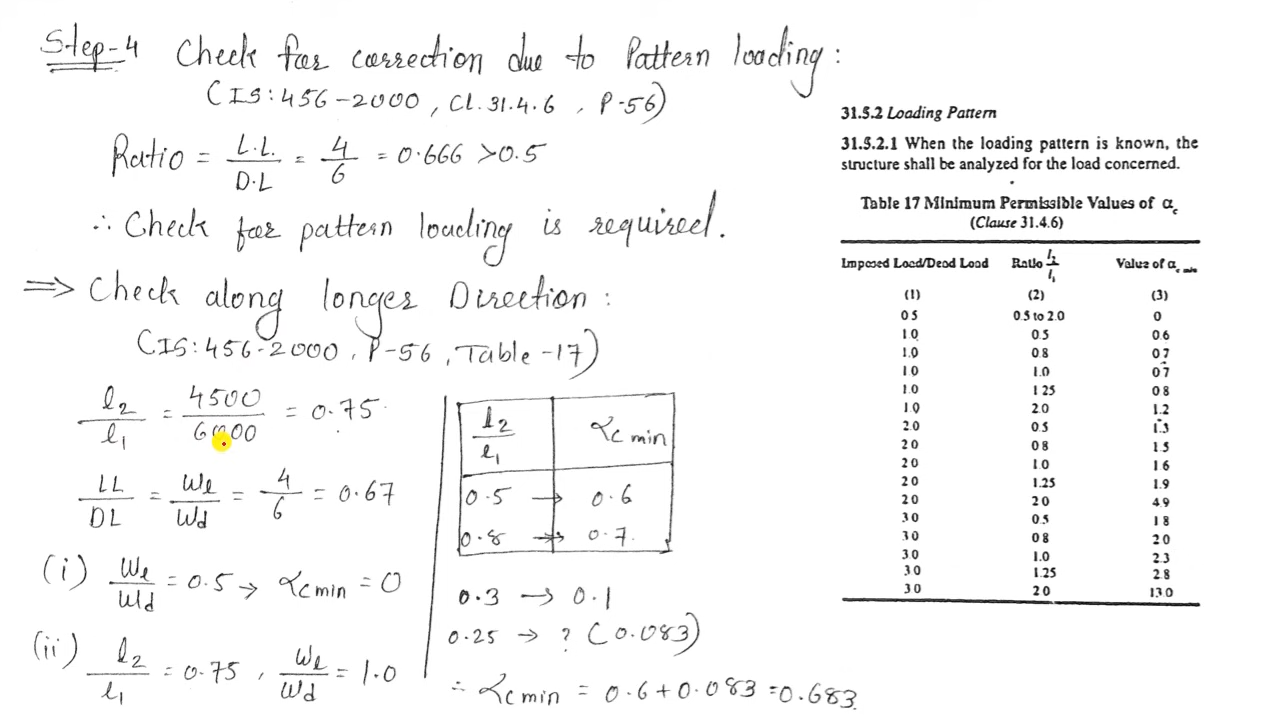 Step-4 Check for correction due to Pattern loading:
(IS:456-2000, Cl.31.4.6, P-56)
Ratio = L.L. / D.L = 4/6 = 0.666 >0.5
∴ Check for pattern loading is required.
⇒ Check along longer Direction:
(IS:456-2000, P-56, Table-17)
l2/l1 = 4500/6000 = 0.75
LL/DL = Wl/Wd = 4/6 = 0.67
(i) Wl/Wd = 0.5 → αc min = 0
(ii) l2/l1 = 0.75, Wl/Wd = 1.0
l2/l1 αc min
0.5 → 0.6
0.8 → 0.7
0.3 → 0.1
0.25 → ? (0.083)
∴ αc min = 0.6+0.083=0.683
31.5.2 Loading Pattern
31.5.2.1 When the loading pattern is known, the
structure shall be analyzed for the load concerned.
Table 17 Minimum Permissible Values of αc
(Clause 31.4.6)
Imposed Load/Dead Load Ratio l2/l1 Value of αc min
(1) (2) (3)
0.5 0.5 to 2.0 0
1.0 0.5 0.6
1.0 0.8 0.7
1.0 1.0 0.7
1.0 1.25 0.8
1.0 2.0 1.2
2.0 0.5 1.3
2.0 0.8 1.5
2.0 1.0 1.6
2.0 1.25 1.9
2.0 2.0 4.9
3.0 0.5 1.8
3.0 0.8 2.0
3.0 1.0 2.3
3.0 1.25 2.8
3.0 2.0 13.0